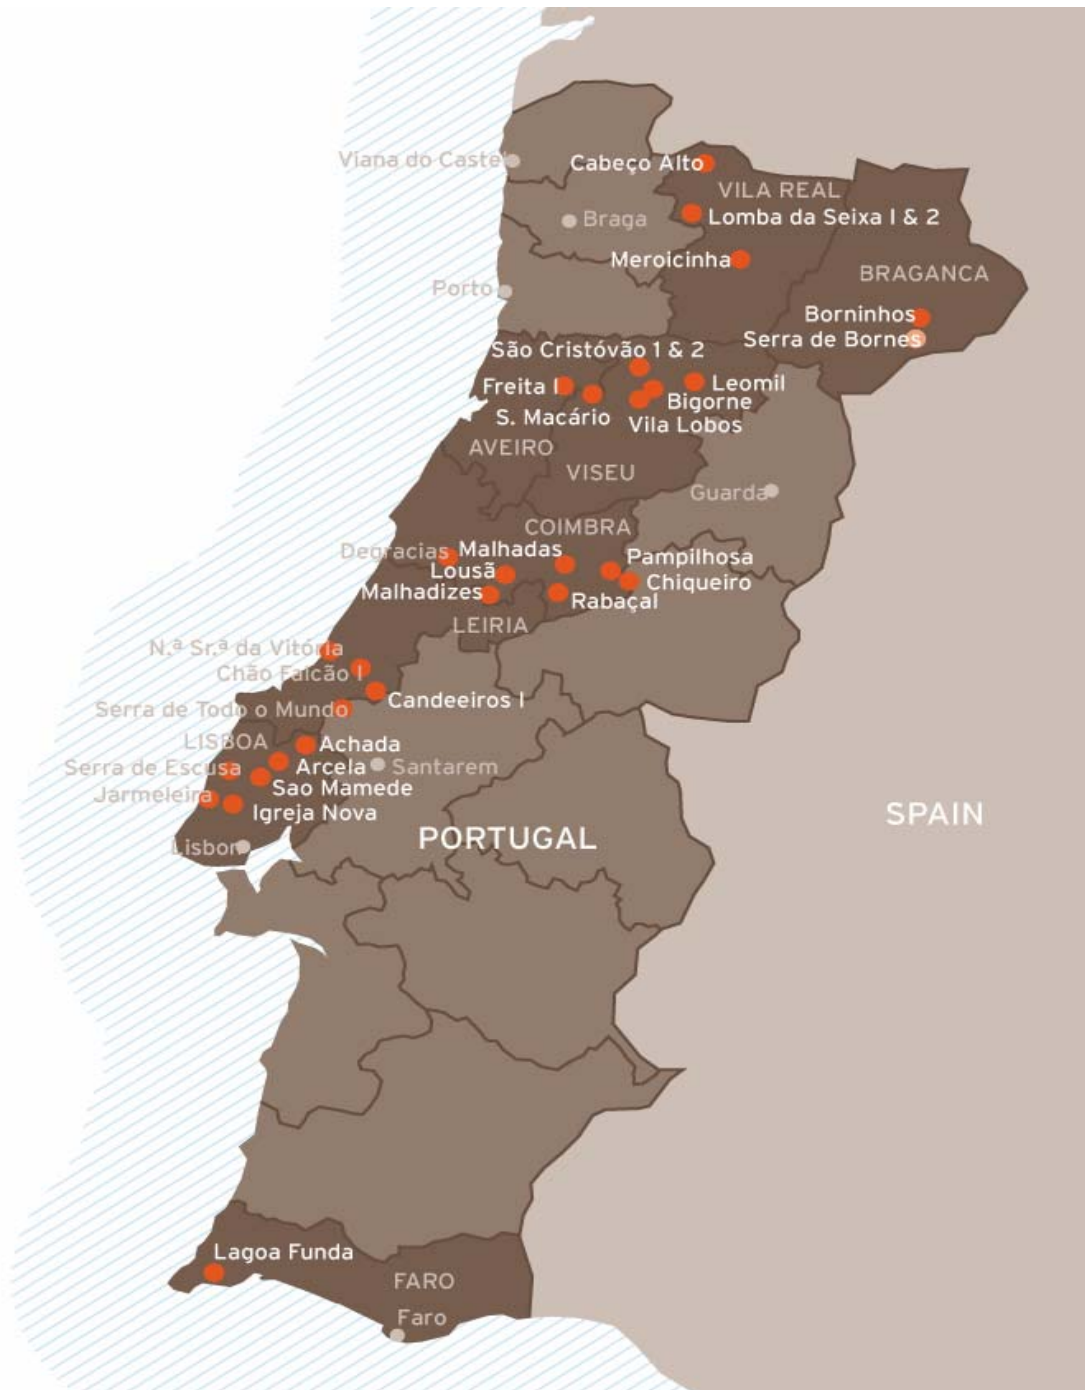 Viana do Castel
Cabeço Alto
VILA REAL
Braga
Lomba da Seixa I & 2
Meroicinha
BRAGANCA
Porto
Borninhos
Serra de Bornes
São Cristóvão 1 & 2
Freita I
Leomil
Bigorne
S. Macário
Vila Lobos
AVEIRO
VISEU
Guarda
COIMBRA
Degracias
Malhadas
Pampilhosa
Lousã
Chiqueiro
Malhadizes
Rabaçal
LEIRIA
N.ª Sr.ª da Vitória
Chão Falcão I
Candeeiros I
Serra de Todo o Mundo
LISBOA
Achada
Serra de Escusa
Arcela
Santarem
Sao Mamede
Jarmeleira
Igreja Nova
SPAIN
PORTUGAL
Lisbon
Lagoa Funda
FARO
Faro